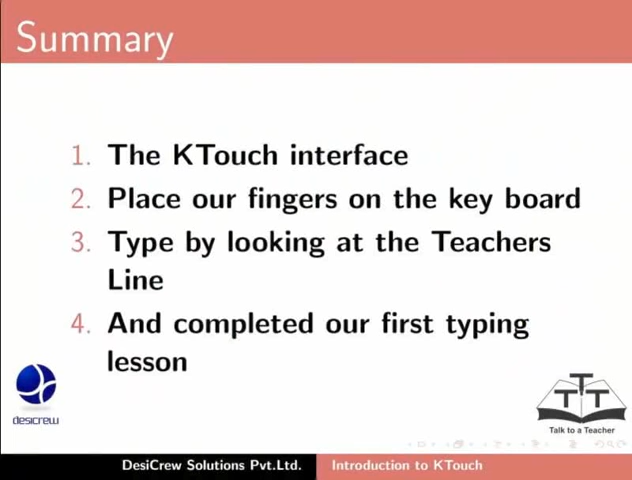 Summary
1. The KTouch interface
2. Place our fingers on the key board
3. Type by looking at the Teachers
Line
4. And completed our first typing
lesson
desicrew
TTT
Talk to a Teacher
DesiCrew Solutions Pvt.Ltd. Introduction to KTouch